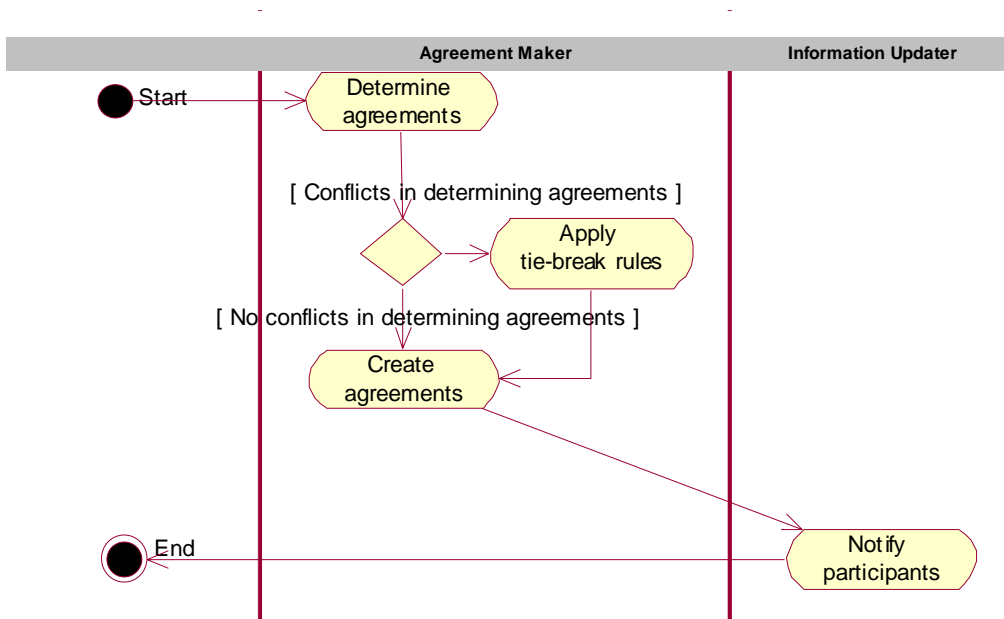 Agreement Maker
Information Updater
Start
Determine
agreements
[ Conflicts in determining agreements ]
Apply
tie-break rules
[ No conflicts in determining agreements ]
Create
agreements
End
Notify
participants